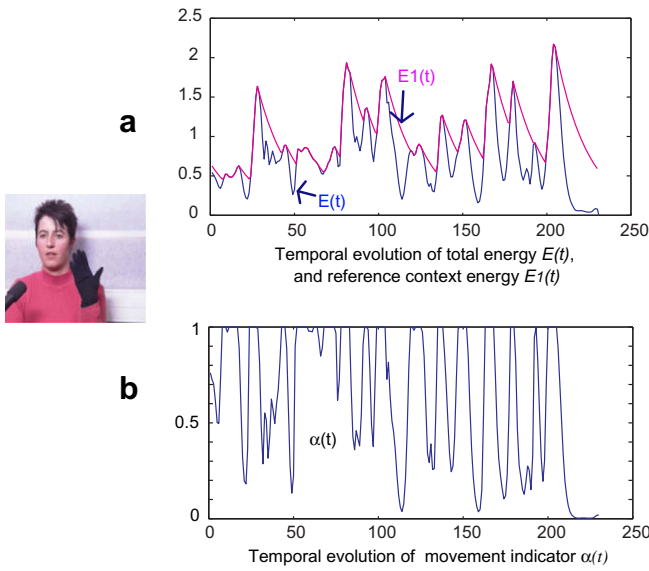 a
2.5
2
1.5
1
0.5
0
E1(t)
E(t)
0 50 100 150 200 250
Temporal evolution of total energy E(t),
and reference context energy E1(t)
b
1
0.5
0
α(t)
0 50 100 150 200 250
Temporal evolution of movement indicator α(t)